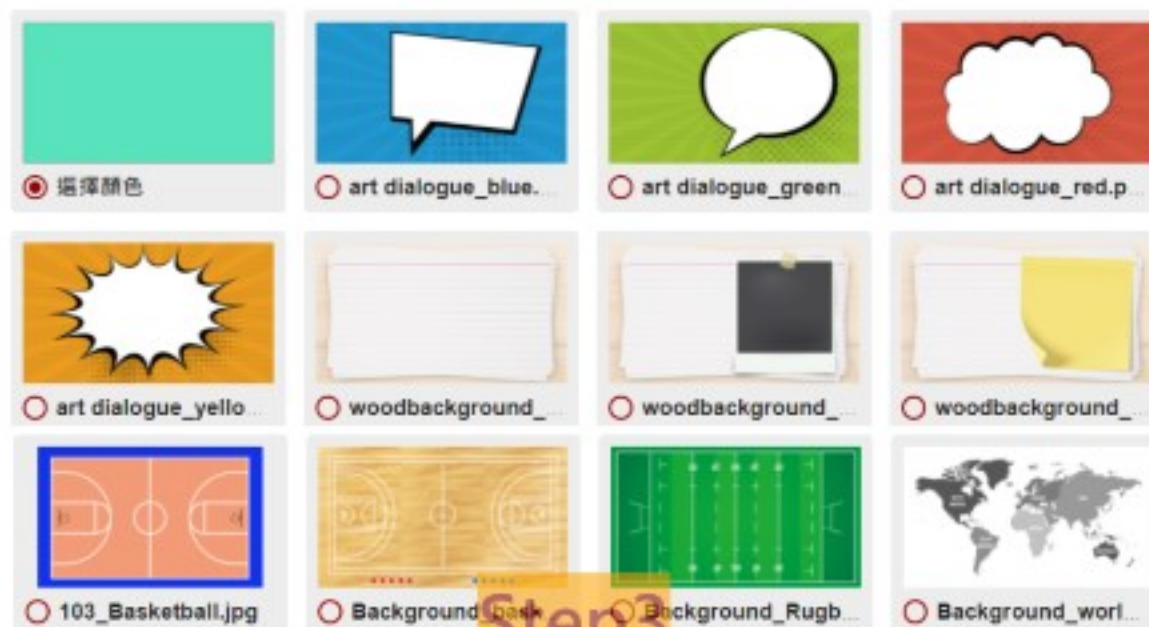 選擇顏色
art dialogue_blue....
art dialogue_green...
art dialogue_red.p...
art dialogue_yello...
woodbackground_...
woodbackground_...
woodbackground_...
103_Basketball.jpg
Background_bask
Background_Rugb...
Background_worl...
Step3